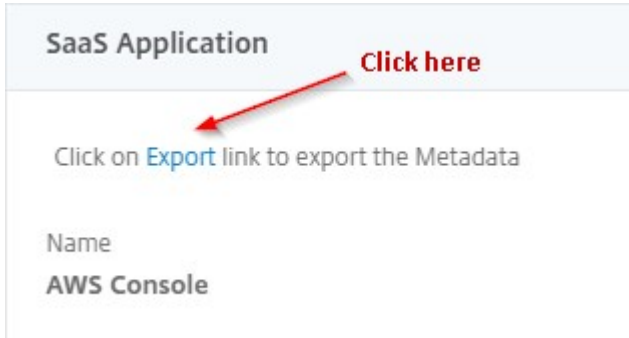 SaaS Application
Click here
Click on Export link to export the Metadata
Name
AWS Console